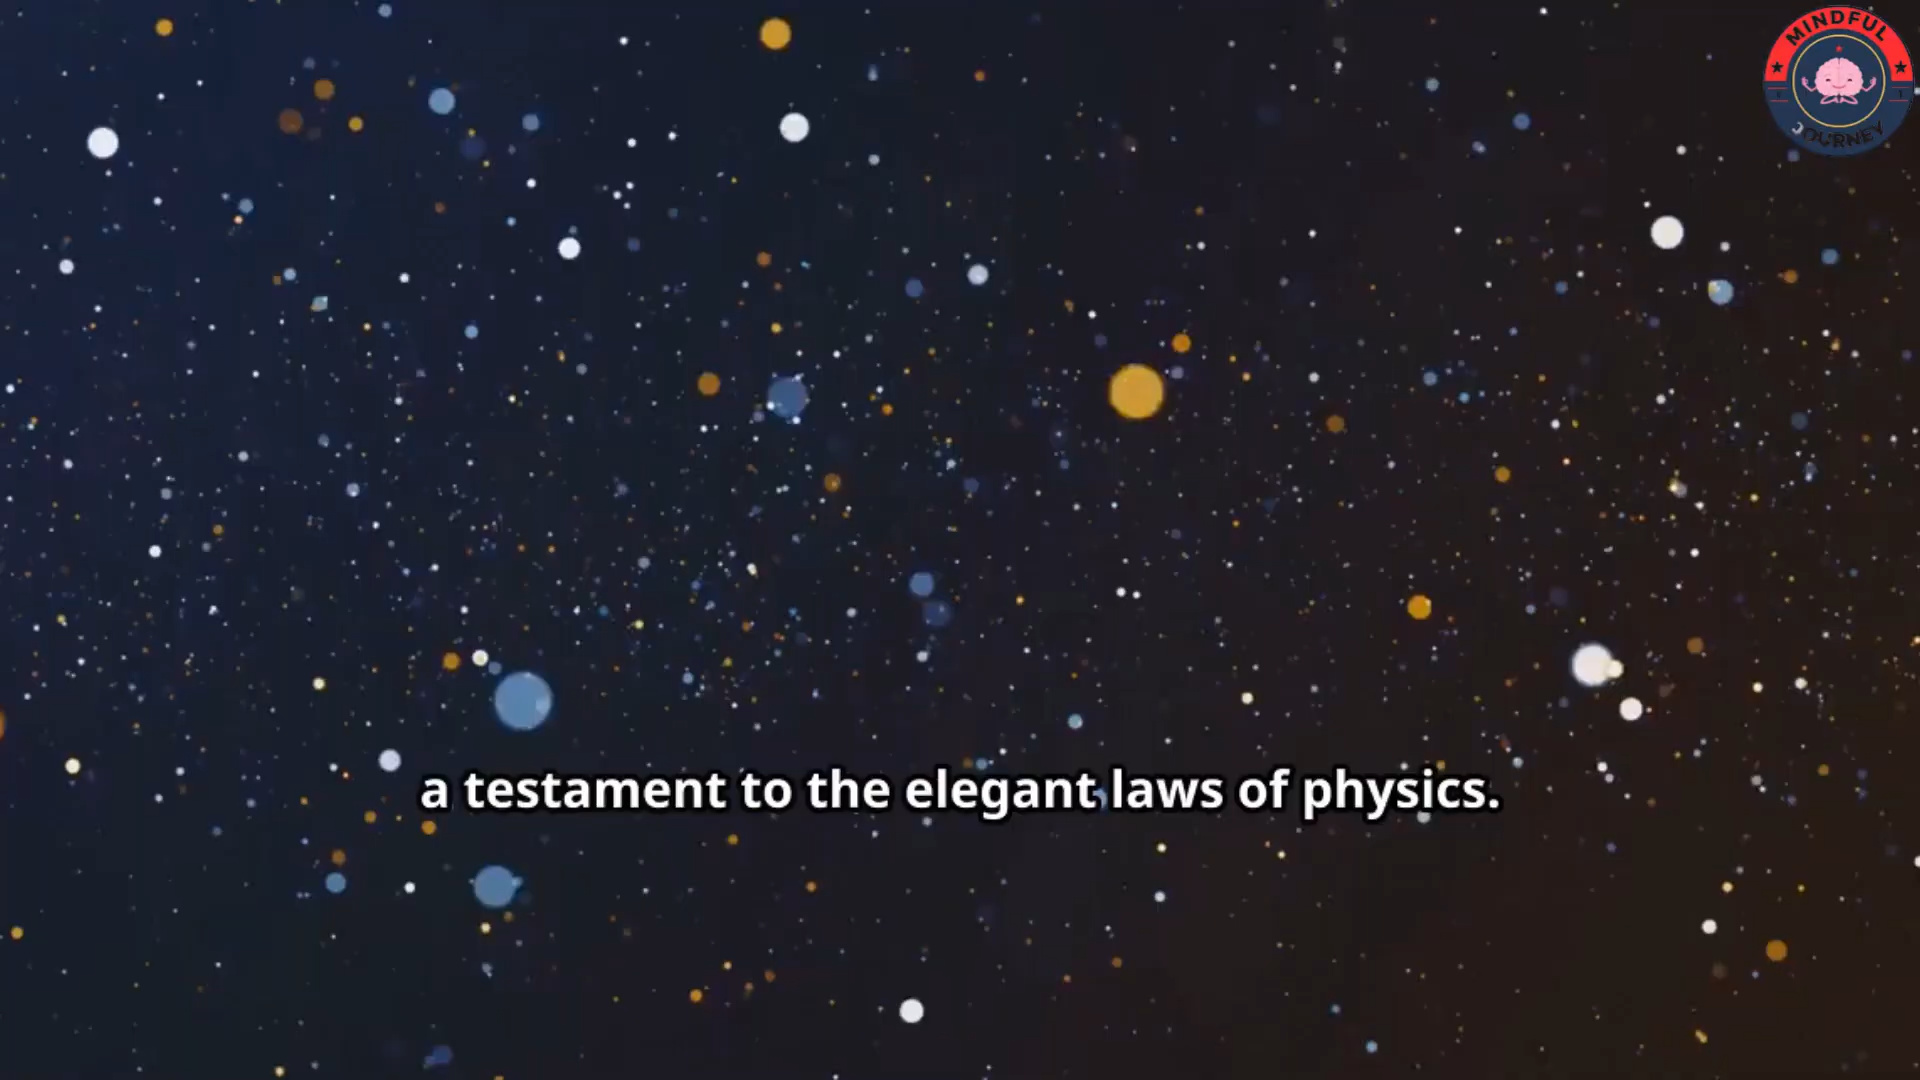 MINDFUL
JOURNEY
a testament to the elegant laws of physics.